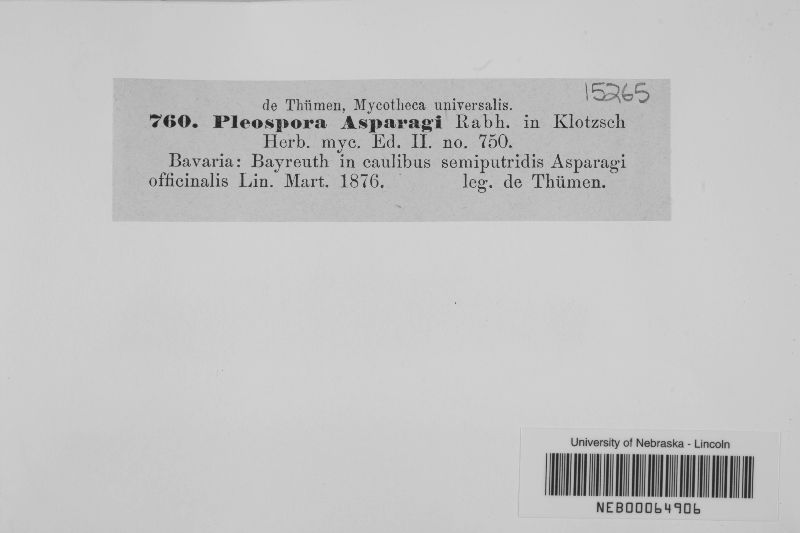 15265
de Thümen, Mycotheca universalis.
760. Pleospora Asparagi Rabh. in Klotzsch
Herb. myc. Ed. II. no. 750.
Bavaria: Bayreuth in caulibus semiputridis Asparagi
officinalis Lin. Mart. 1876. leg. de Thümen.
University of Nebraska - Lincoln
NEB00064906